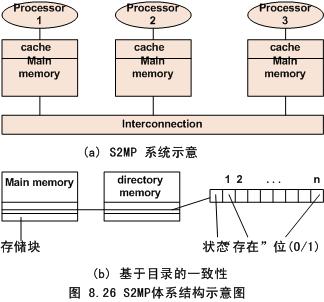 Processor 1
Processor 2
Processor 3
cache
cache
cache
Main memory
Main memory
Main memory
Interconnection
(a) S2MP 系统示意
Main memory
directory memory
1 2 ... n
存储块
状态“存在”位(0/1)
(b) 基于目录的一致性
图 8.26 S2MP体系结构示意图